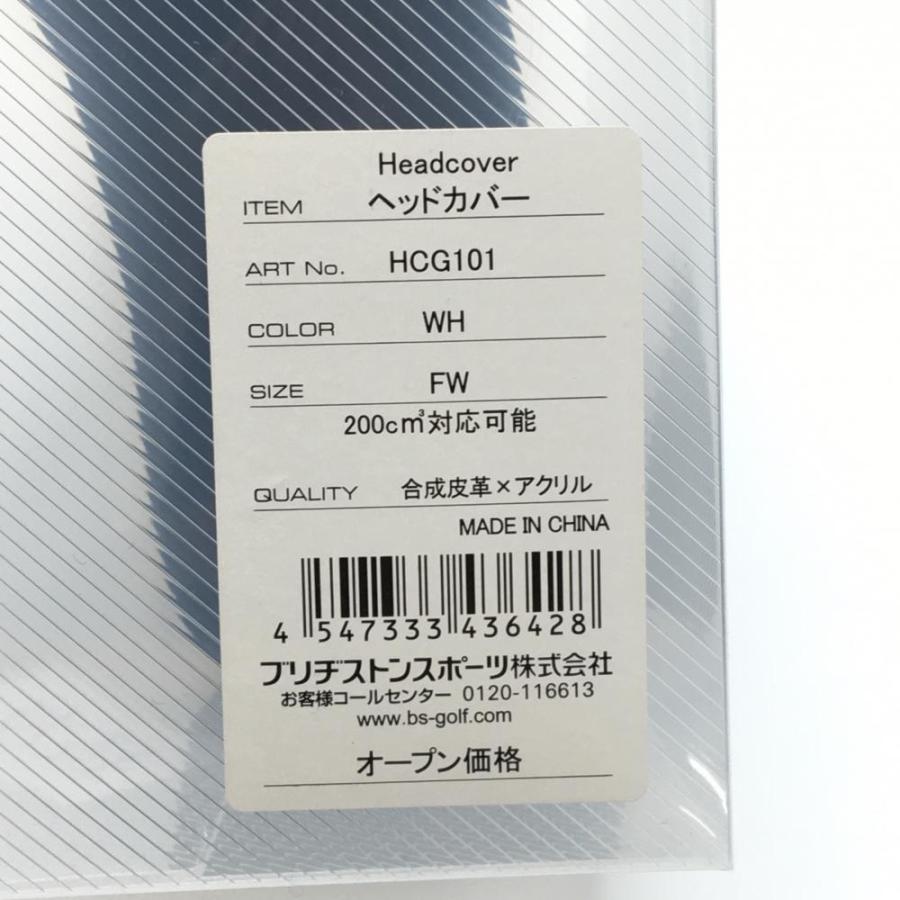 Headcover
ITEM ヘッドカバー
ART No. HCG101
COLOR WH
SIZE FW
200c㎥対応可能
QUALITY 合成皮革×アクリル
MADE IN CHINA
4 547333 436428
ブリヂストンスポーツ株式会社
お客様コールセンター 0120-116613
www.bs-golf.com
オープン価格